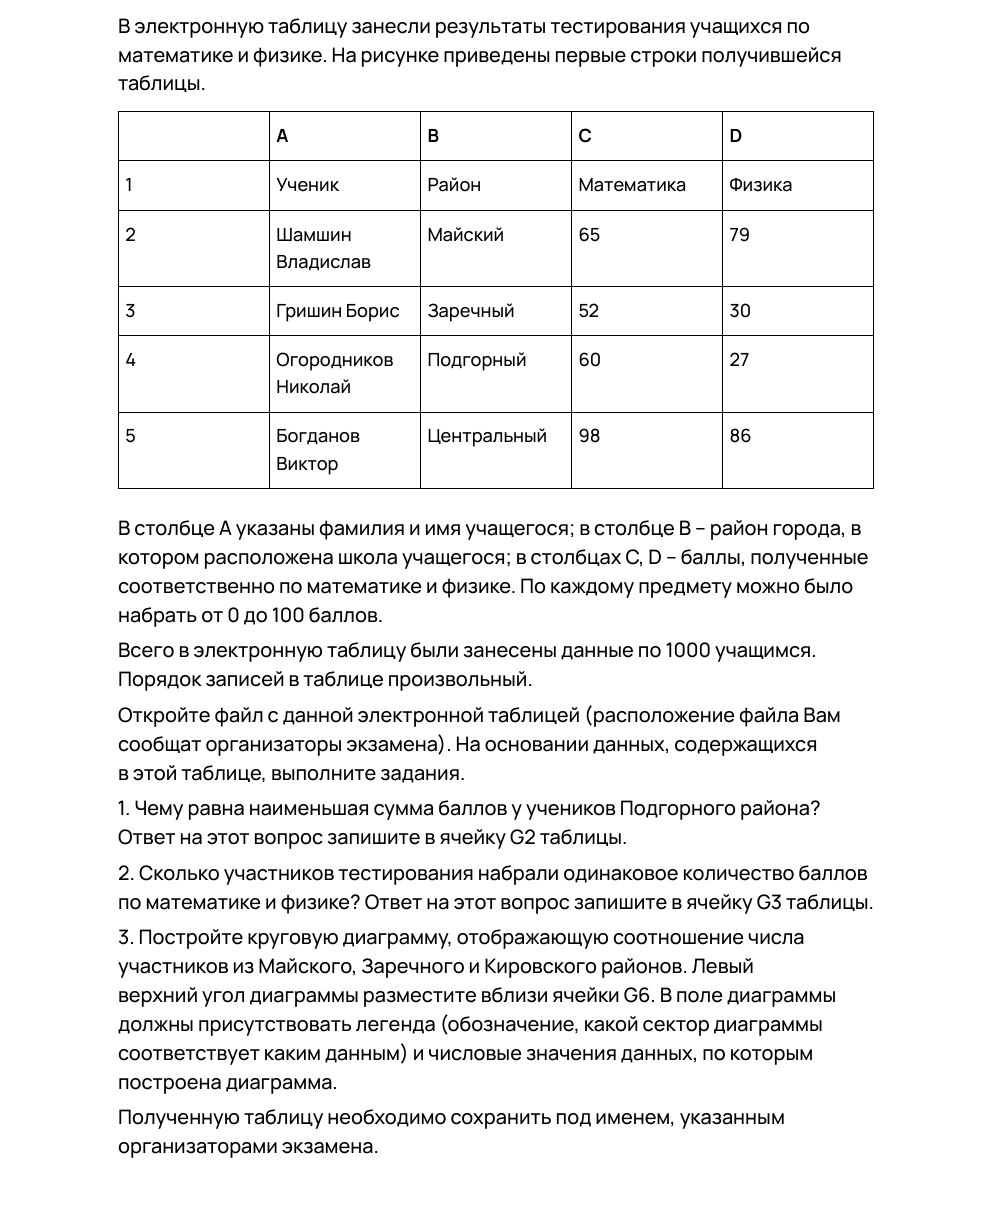 В электронную таблицу занесли результаты тестирования учащихся по
математике и физике. На рисунке приведены первые строки получившейся
таблицы.
A B C D
1 Ученик Район Математика Физика
2 Шамшин Майский 65 79
Владислав
3 Гришин Борис Заречный 52 30
4 Огородников Подгорный 60 27
Николай
5 Богданов Центральный 98 86
Виктор
В столбце А указаны фамилия и имя учащегося; в столбце В – район города, в
котором расположена школа учащегося; в столбцах С, D – баллы, полученные
соответственно по математике и физике. По каждому предмету можно было
набрать от 0 до 100 баллов.
Всего в электронную таблицу были занесены данные по 1000 учащимся.
Порядок записей в таблице произвольный.
Откройте файл с данной электронной таблицей (расположение файла Вам
сообщат организаторы экзамена). На основании данных, содержащихся
в этой таблице, выполните задания.
1. Чему равна наименьшая сумма баллов у учеников Подгорного района?
Ответ на этот вопрос запишите в ячейку G2 таблицы.
2. Сколько участников тестирования набрали одинаковое количество баллов
по математике и физике? Ответ на этот вопрос запишите в ячейку G3 таблицы.
3. Постройте круговую диаграмму, отображающую соотношение числа
участников из Майского, Заречного и Кировского районов. Левый
верхний угол диаграммы разместите вблизи ячейки G6. В поле диаграммы
должны присутствовать легенда (обозначение, какой сектор диаграммы
соответствует каким данным) и числовые значения данных, по которым
построена диаграмма.
Полученную таблицу необходимо сохранить под именем, указанным
организаторами экзамена.